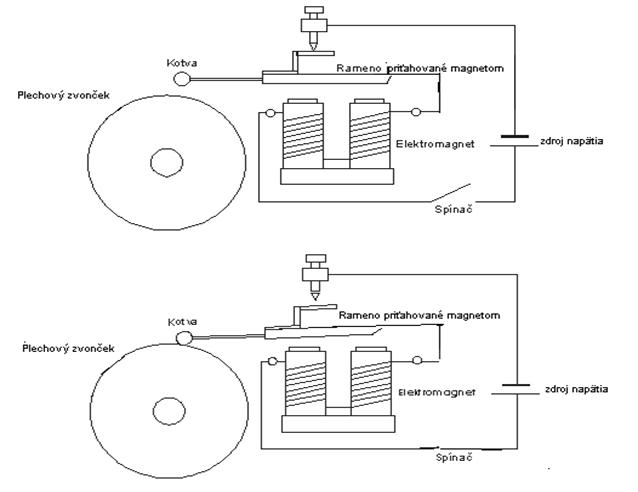 Kotva
Rameno priťahované magnetom
Plechový zvonček
Elektromagnet
zdroj napätia
Spínač
Rameno priťahované magnetom
Kotva
Plechový zvonček
Elektromagnet
zdroj napätia
Spínač